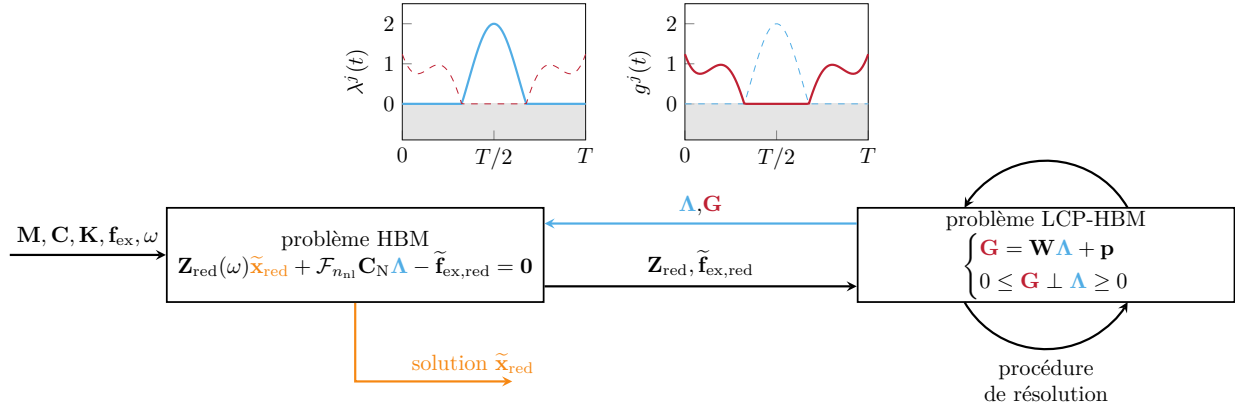 2
1
0
λ^j(t)
0 T/2 T
2
1
0
g^j(t)
0 T/2 T
M, C, K, f_ex, ω
problème HBM
Z_red(ω)x̃_red + ℱ_{n_nl} C_N Λ − f̃_ex,red = 0
Λ,G
Z_red, f̃_ex,red
problème LCP-HBM
G = WΛ + p
0 ≤ G ⊥ Λ ≥ 0
solution x̃_red
procédure
de résolution